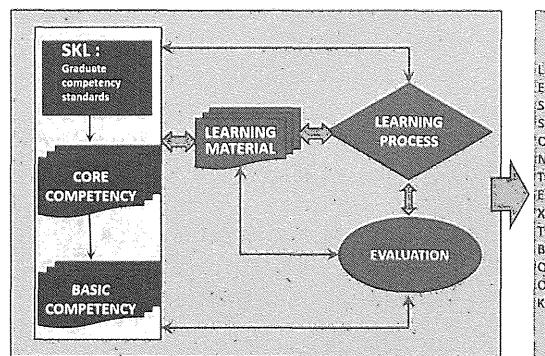 SKL :
Graduate
competency
standards
CORE
COMPETENCY
BASIC
COMPETENCY
LEARNING
MATERIAL
LEARNING
PROCESS
EVALUATION
L
E
S
S
O
N
T
E
X
T
B
O
O
K